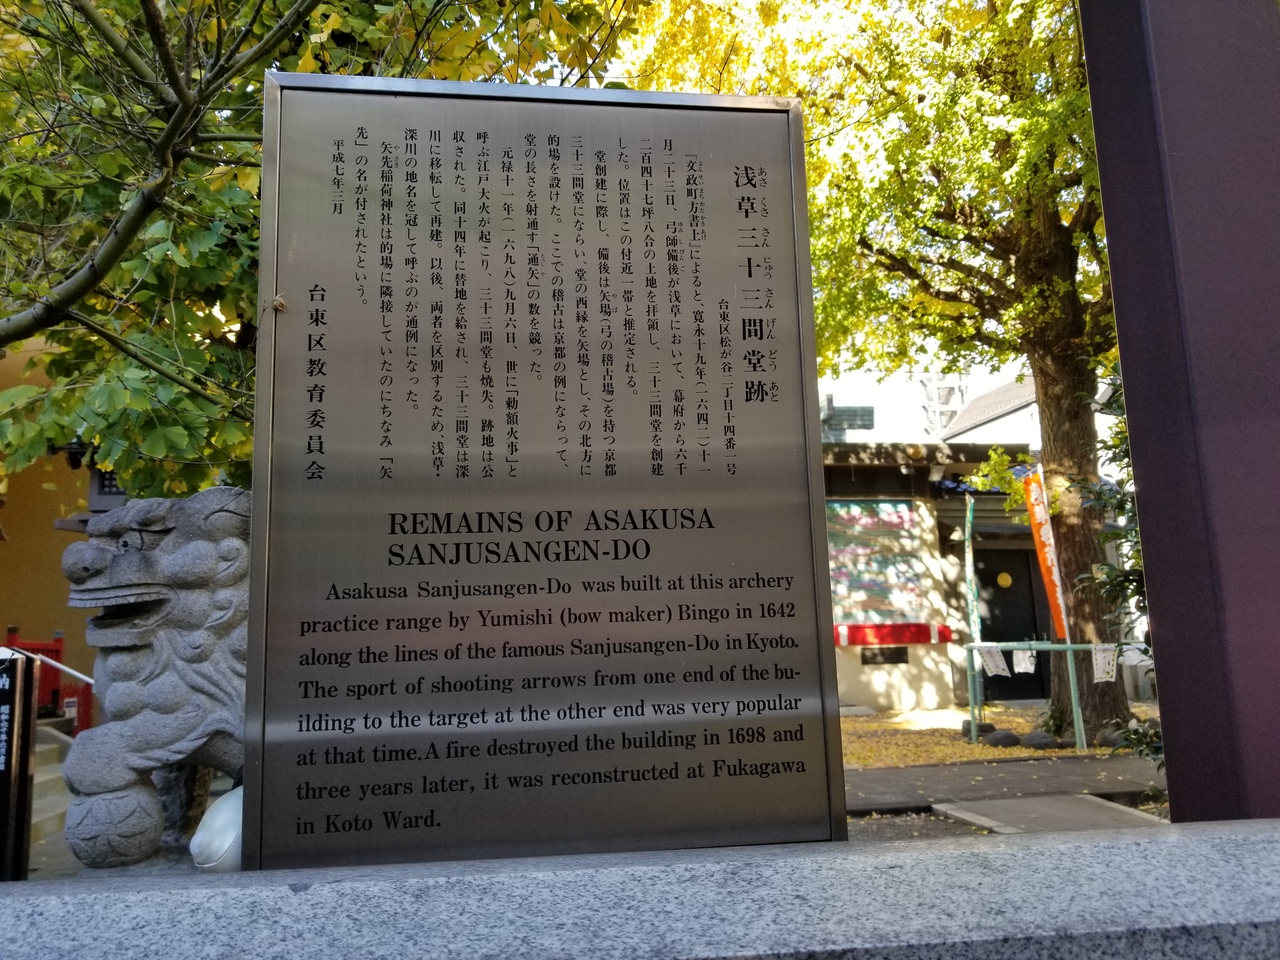 浅草三十三間堂跡
あさ くさ さん じゅう さん げん どう あと
台東区松が谷二丁目十四番一号
『文政町方書上』によると、寛永十九年(一六四二)十一
月二十三日、弓師備後が浅草において、幕府から六千
二百四十七坪八合の土地を拝領し、三十三間堂を創建
した。位置はこの付近一帯と推定される。
堂創建に際し、備後は矢場(弓の稽古場)を持つ京都
三十三間堂にならい、堂の西縁を矢場とし、その北方に
的場を設けた。ここでの稽古は京都の例にならって、
堂の長さを射通す「通矢」の数を競った。
元禄十一年(一六九八)九月六日、世に「勅額火事」と
呼ぶ江戸大火が起こり、三十三間堂も焼失。跡地は公
収された。同十四年に替地を給され、三十三間堂は深
川に移転して再建。以後、両者を区別するため、浅草・
深川の地名を冠して呼ぶのが通例になった。
矢先稲荷神社は的場に隣接していたのにちなみ「矢
先」の名が付されたという。
平成七年三月
台東区教育委員会
REMAINS OF ASAKUSA
SANJUSANGEN-DO
Asakusa Sanjusangen-Do was built at this archery
practice range by Yumishi (bow maker) Bingo in 1642
along the lines of the famous Sanjusangen-Do in Kyoto.
The sport of shooting arrows from one end of the bu-
ilding to the target at the other end was very popular
at that time. A fire destroyed the building in 1698 and
three years later, it was reconstructed at Fukagawa
in Koto Ward.
納